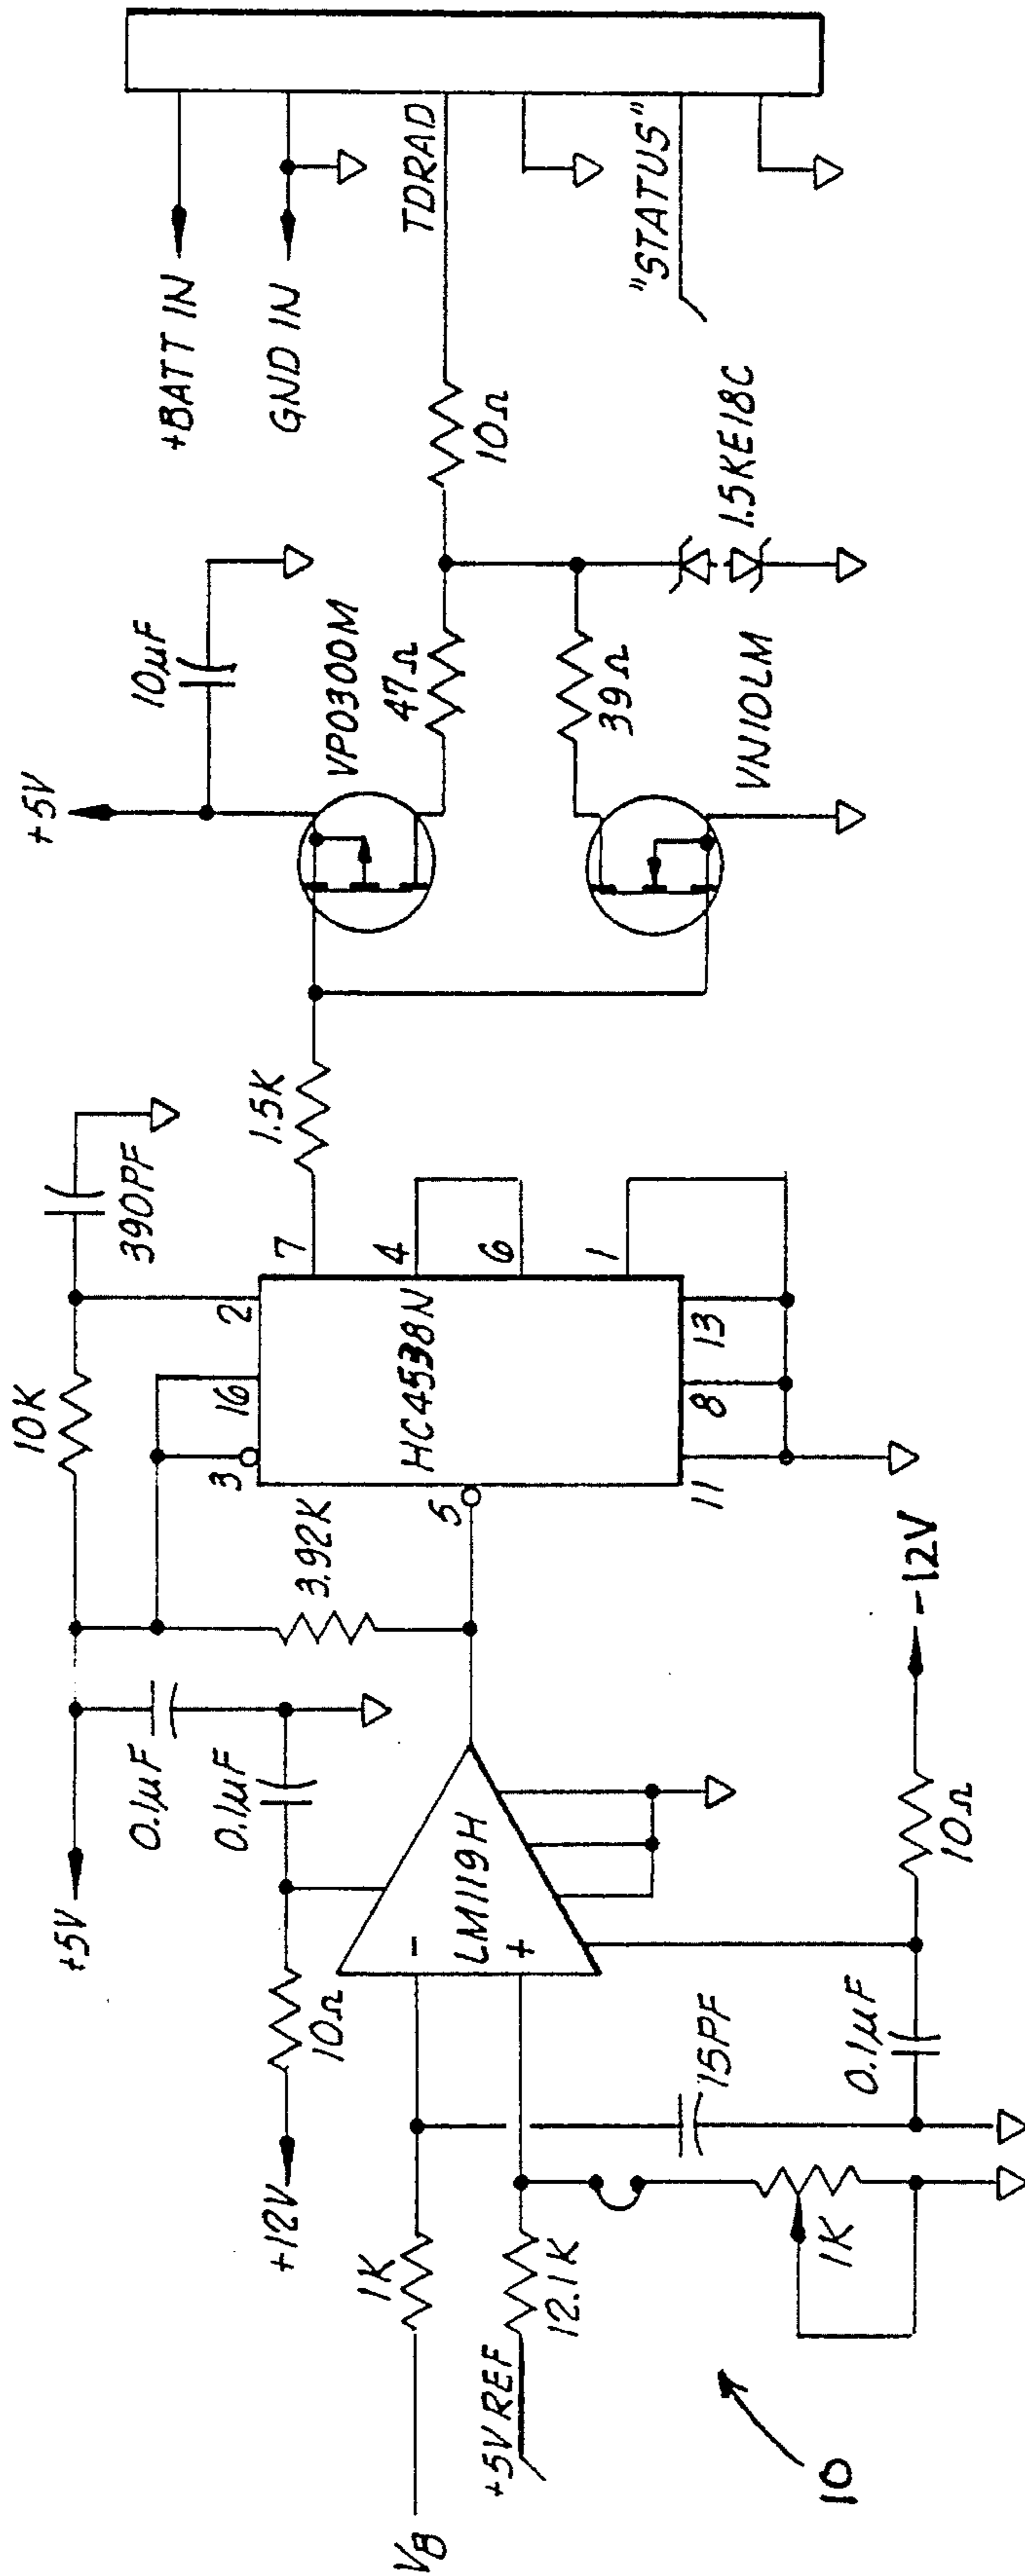 +BATT IN
GND IN
TDRAD
"STATUS"
10Ω
1.5KE18C
+5V
10µF
VP0300M
47Ω
39Ω
VN10LM
1.5K
390PF
10K
2
16
3
7
4
6
1
HC4538N
5
13
8
11
3.92K
+5V
0.1µF
0.1µF
10Ω
+12V
-
LM119H
+
-12V
10Ω
0.1µF
15PF
1K
12.1K
1K
VB
+5V REF
10